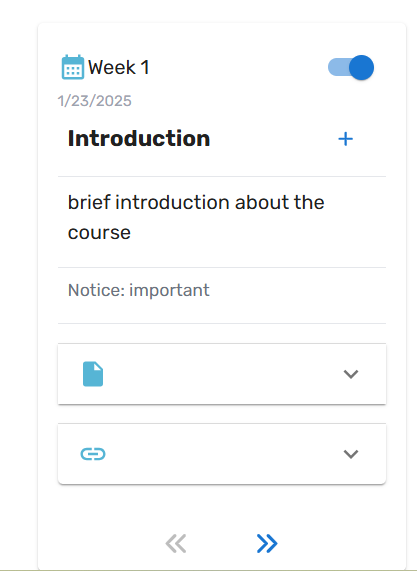 Week 1
1/23/2025
Introduction
brief introduction about the
course
Notice: important